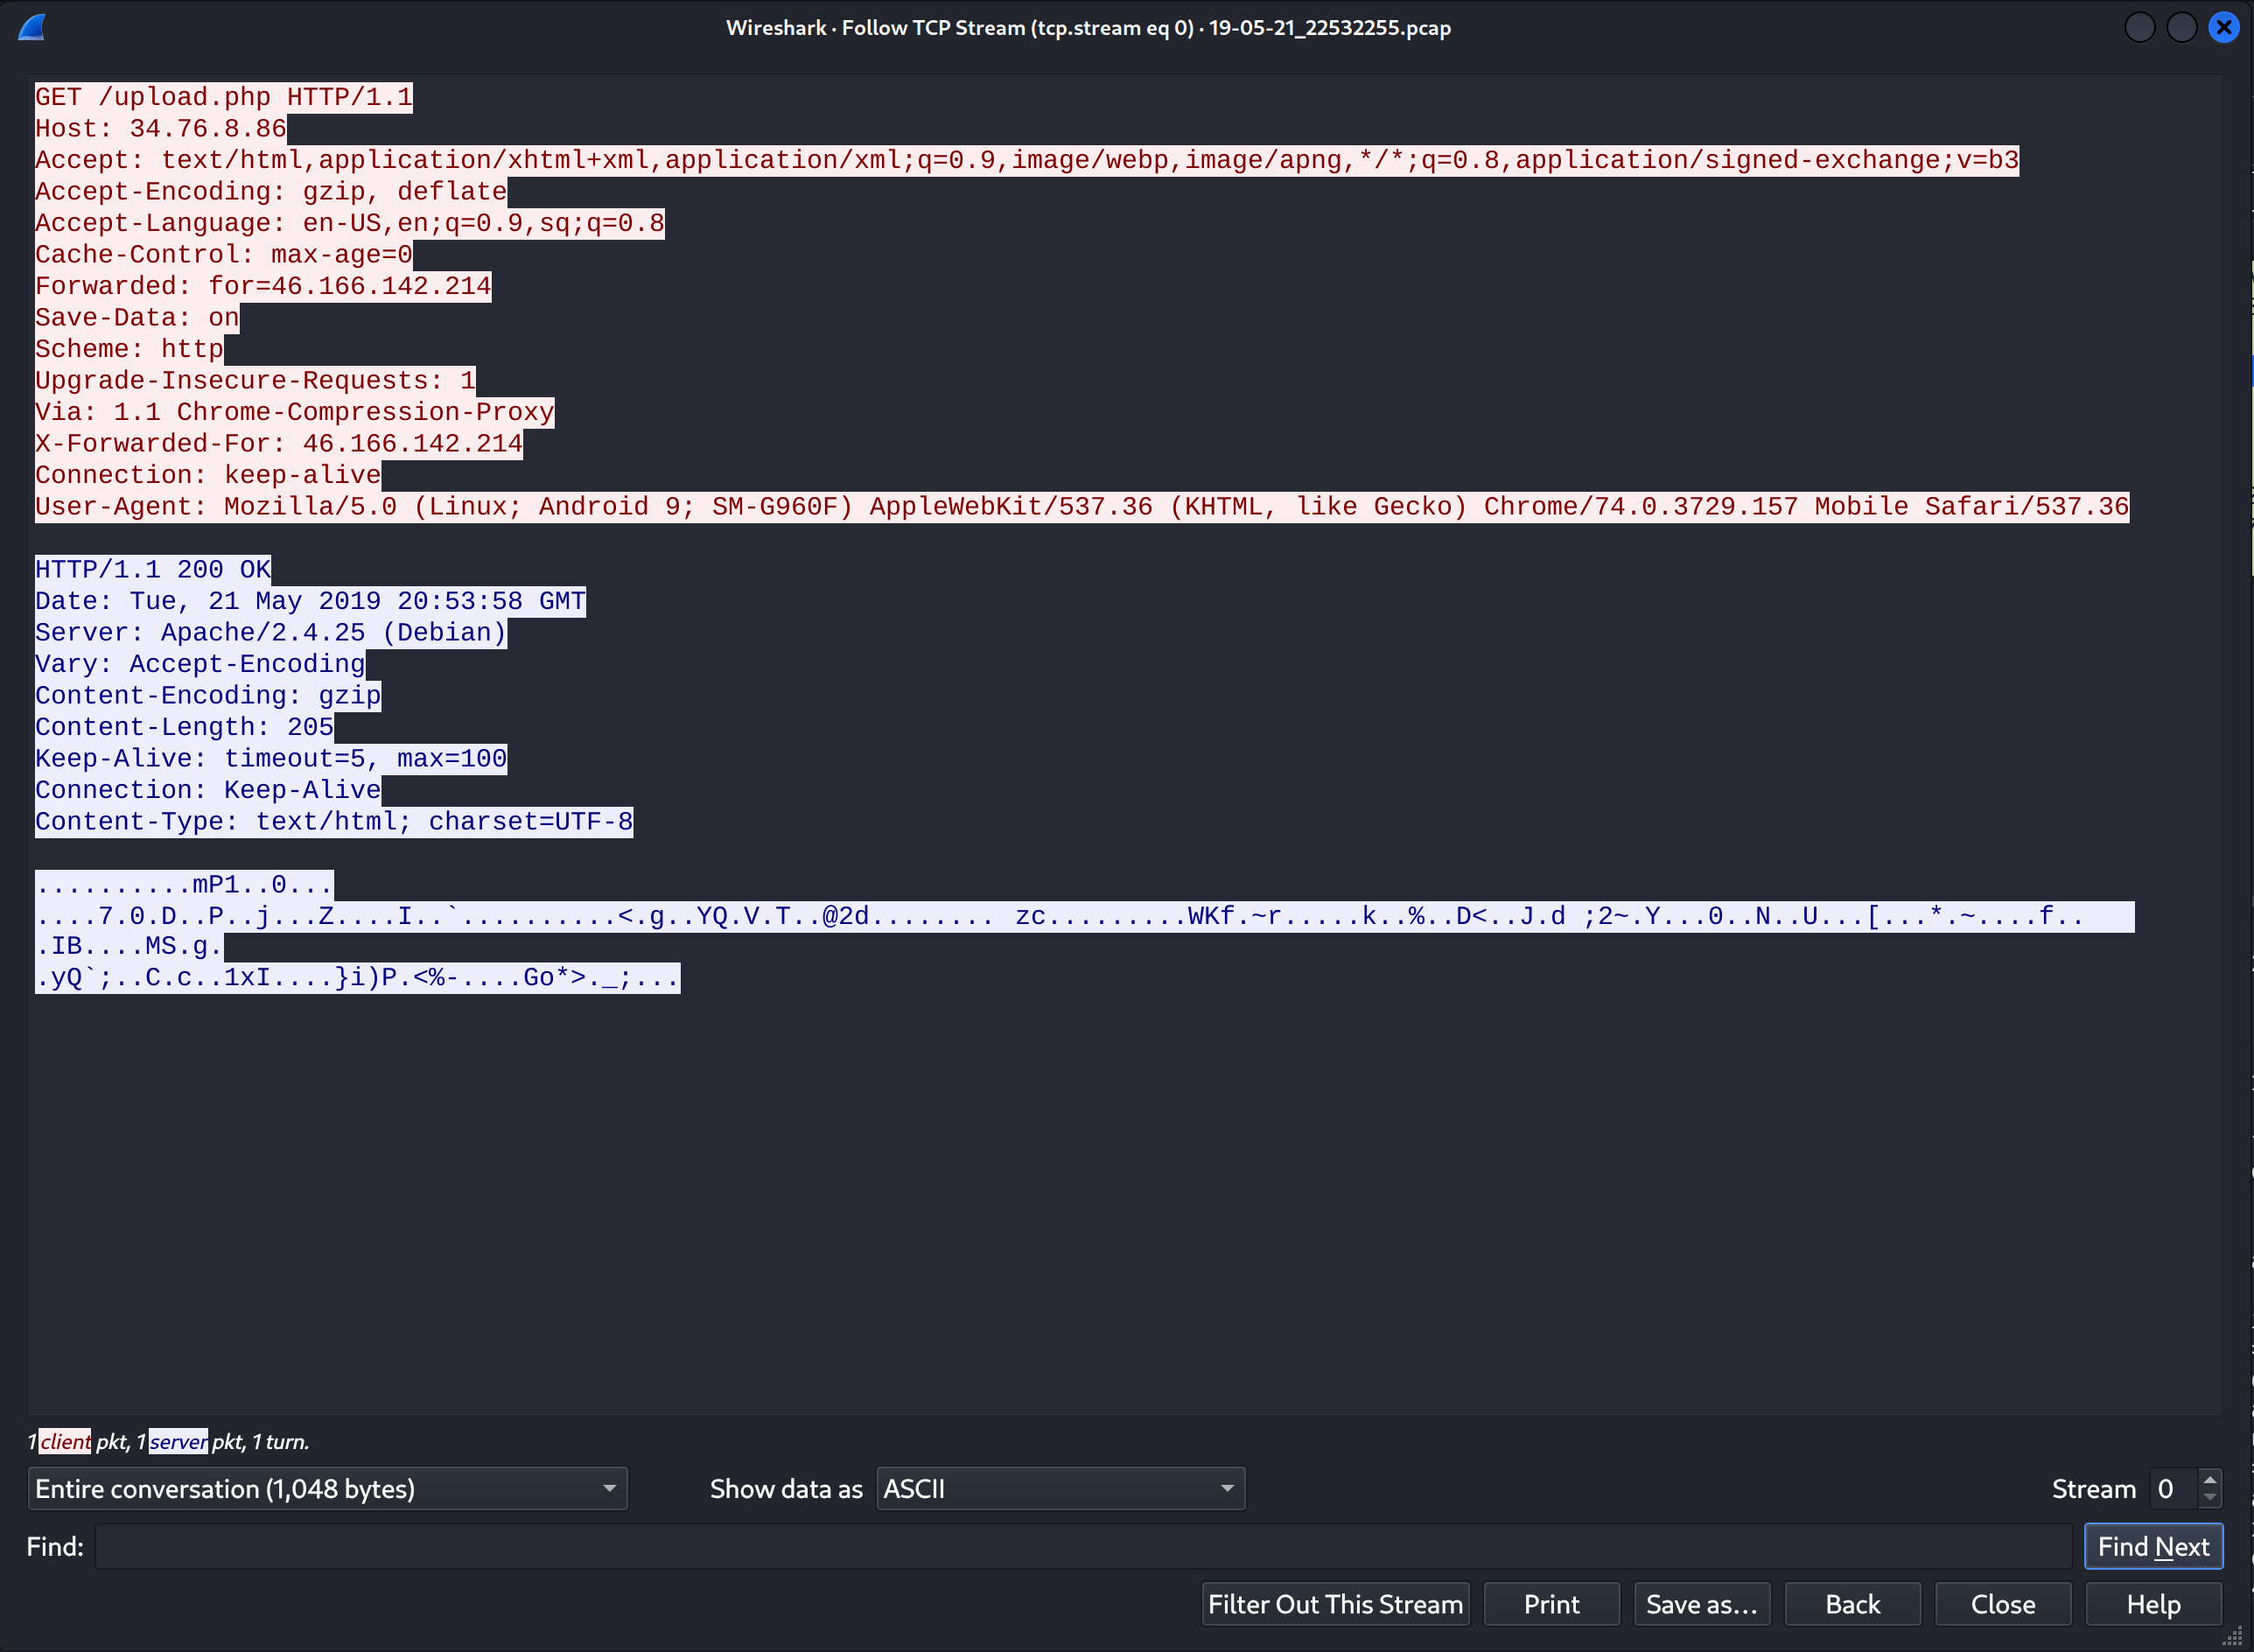 Wireshark · Follow TCP Stream (tcp.stream eq 0) · 19-05-21_22532255.pcap
GET /upload.php HTTP/1.1
Host: 34.76.8.86
Accept: text/html,application/xhtml+xml,application/xml;q=0.9,image/webp,image/apng,*/*;q=0.8,application/signed-exchange;v=b3
Accept-Encoding: gzip, deflate
Accept-Language: en-US,en;q=0.9,sq;q=0.8
Cache-Control: max-age=0
Forwarded: for=46.166.142.214
Save-Data: on
Scheme: http
Upgrade-Insecure-Requests: 1
Via: 1.1 Chrome-Compression-Proxy
X-Forwarded-For: 46.166.142.214
Connection: keep-alive
User-Agent: Mozilla/5.0 (Linux; Android 9; SM-G960F) AppleWebKit/537.36 (KHTML, like Gecko) Chrome/74.0.3729.157 Mobile Safari/537.36
HTTP/1.1 200 OK
Date: Tue, 21 May 2019 20:53:58 GMT
Server: Apache/2.4.25 (Debian)
Vary: Accept-Encoding
Content-Encoding: gzip
Content-Length: 205
Keep-Alive: timeout=5, max=100
Connection: Keep-Alive
Content-Type: text/html; charset=UTF-8
..........mP1..0...
....7.0.D..P..j...Z....I..`..........<.g..YQ.V.T..@2d........ zc.........WKf.~r.....k..%..D<..J.d ;2~.Y...0..N..U...[...*.~....f..
.IB....MS.g.
.yQ`;..C.c..1xI....}i)P.<%-....Go*>._;...
1 client pkt, 1 server pkt, 1 turn.
Entire conversation (1,048 bytes) Show data as ASCII Stream 0
Find: Find Next
Filter Out This Stream Print Save as… Back Close Help